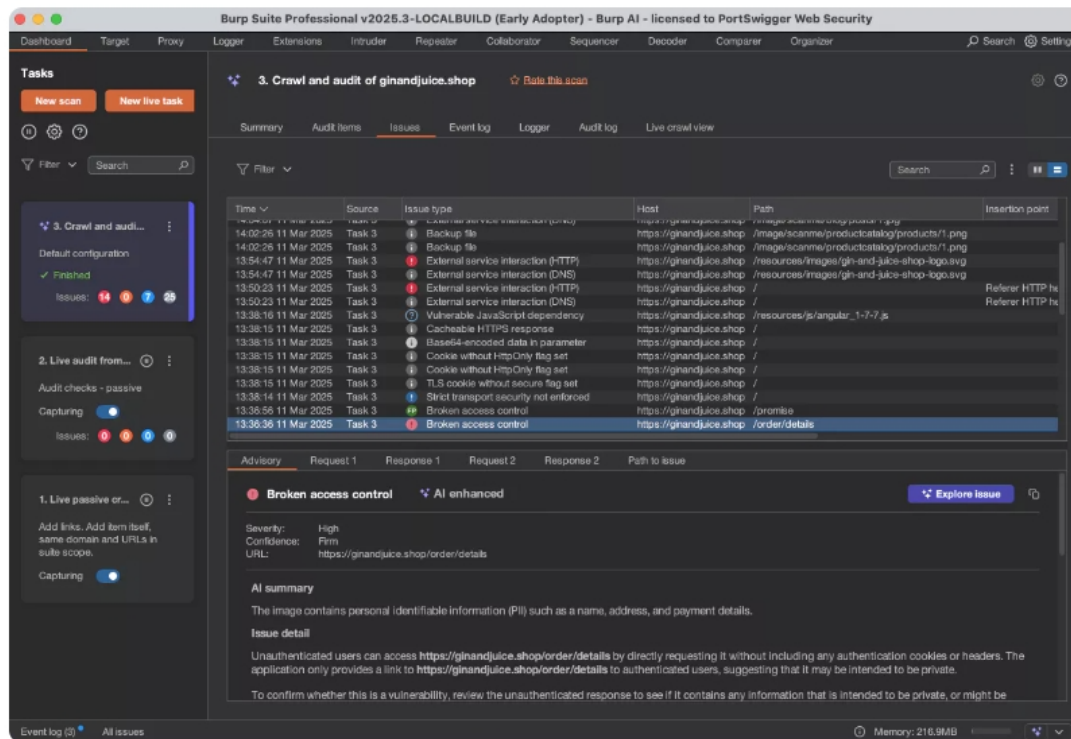 Burp Suite Professional v2025.3-LOCALBUILD (Early Adopter) - Burp AI - licensed to PortSwigger Web Security
Dashboard Target Proxy Logger Extensions Intruder Repeater Collaborator Sequencer Decoder Comparer Organizer Search Setting
Tasks
New scan New live task
Filter Search
3. Crawl and audi...
Default configuration
Finished
Issues: 14 0 7 25
2. Live audit from...
Audit checks - passive
Capturing
Issues: 0 0 0 0
1. Live passive cr...
Add links. Add item itself,
same domain and URLs in
suite scope.
Capturing
3. Crawl and audit of ginandjuice.shop Rate this scan
Summary Audit items Issues Event log Logger Audit log Live crawl view
Filter Search
Time Source Issue type Host Path Insertion point
External service interaction (DNS) https://ginandjuice.shop
14:02:26 11 Mar 2025 Task 3 Backup file https://ginandjuice.shop /image/scanme/productcatalog/products/1.png
14:02:26 11 Mar 2025 Task 3 Backup file https://ginandjuice.shop /image/scanme/productcatalog/products/1.png
13:54:47 11 Mar 2025 Task 3 External service interaction (HTTP) https://ginandjuice.shop /resources/images/gin-and-juice-shop-logo.svg
13:54:47 11 Mar 2025 Task 3 External service interaction (DNS) https://ginandjuice.shop /resources/images/gin-and-juice-shop-logo.svg
13:50:23 11 Mar 2025 Task 3 External service interaction (HTTP) https://ginandjuice.shop / Referer HTTP he
13:50:23 11 Mar 2025 Task 3 External service interaction (DNS) https://ginandjuice.shop / Referer HTTP he
13:38:16 11 Mar 2025 Task 3 Vulnerable JavaScript dependency https://ginandjuice.shop /resources/js/angular_1-7-7.js
13:38:15 11 Mar 2025 Task 3 Cacheable HTTPS response https://ginandjuice.shop /
13:38:15 11 Mar 2025 Task 3 Base64-encoded data in parameter https://ginandjuice.shop /
13:38:15 11 Mar 2025 Task 3 Cookie without HttpOnly flag set https://ginandjuice.shop /
13:38:15 11 Mar 2025 Task 3 Cookie without HttpOnly flag set https://ginandjuice.shop /
13:38:15 11 Mar 2025 Task 3 TLS cookie without secure flag set https://ginandjuice.shop /
13:38:14 11 Mar 2025 Task 3 Strict transport security not enforced https://ginandjuice.shop /
13:36:56 11 Mar 2025 Task 3 FP Broken access control https://ginandjuice.shop /promise
13:36:36 11 Mar 2025 Task 3 Broken access control https://ginandjuice.shop /order/details
Advisory Request 1 Response 1 Request 2 Response 2 Path to issue
Broken access control AI enhanced Explore issue
Severity: High
Confidence: Firm
URL: https://ginandjuice.shop/order/details
AI summary
The image contains personal identifiable information (PII) such as a name, address, and payment details.
Issue detail
Unauthenticated users can access https://ginandjuice.shop/order/details by directly requesting it without including any authentication cookies or headers. The
application only provides a link to https://ginandjuice.shop/order/details to authenticated users, suggesting that it may be intended to be private.
To confirm whether this is a vulnerability, review the unauthenticated response to see if it contains any information that is intended to be private, or might be
Event log (3) All issues Memory: 216.9MB